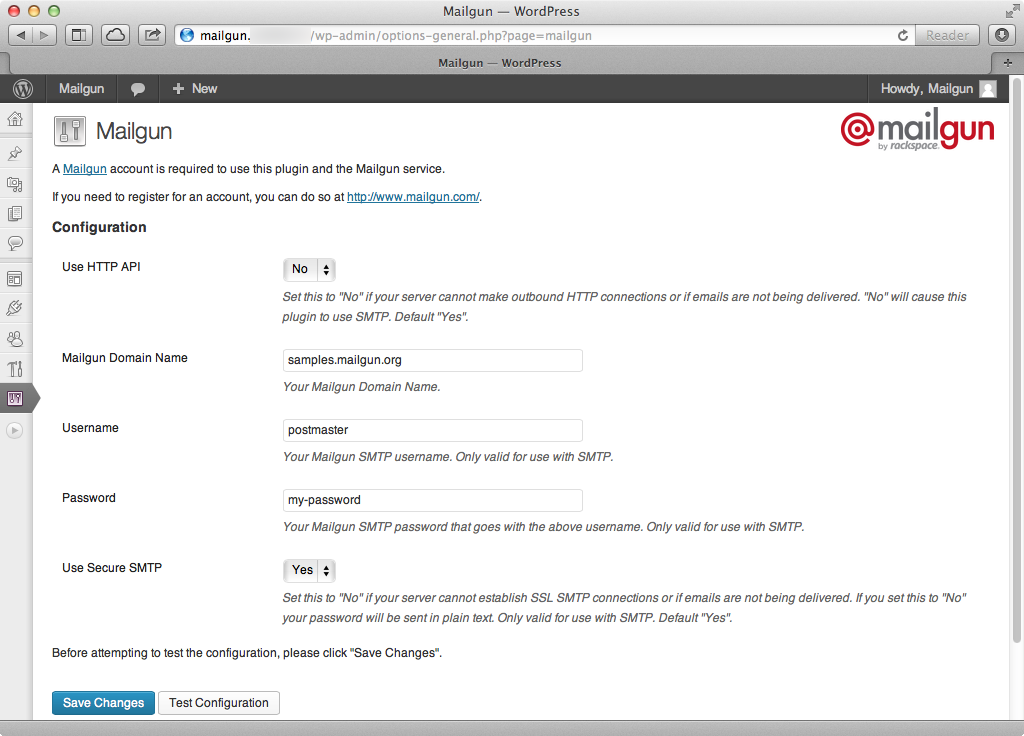 Mailgun — WordPress
mailgun. /wp-admin/options-general.php?page=mailgun
Reader
Mailgun — WordPress
Mailgun
New
Howdy, Mailgun
Mailgun
@mailgun
by rackspace.
A Mailgun account is required to use this plugin and the Mailgun service.
If you need to register for an account, you can do so at http://www.mailgun.com/.
Configuration
Use HTTP API
No
Set this to "No" if your server cannot make outbound HTTP connections or if emails are not being delivered. "No" will cause this
plugin to use SMTP. Default "Yes".
Mailgun Domain Name
samples.mailgun.org
Your Mailgun Domain Name.
Username
postmaster
Your Mailgun SMTP username. Only valid for use with SMTP.
Password
my-password
Your Mailgun SMTP password that goes with the above username. Only valid for use with SMTP.
Use Secure SMTP
Yes
Set this to "No" if your server cannot establish SSL SMTP connections or if emails are not being delivered. If you set this to "No"
your password will be sent in plain text. Only valid for use with SMTP. Default "Yes".
Before attempting to test the configuration, please click "Save Changes".
Save Changes
Test Configuration